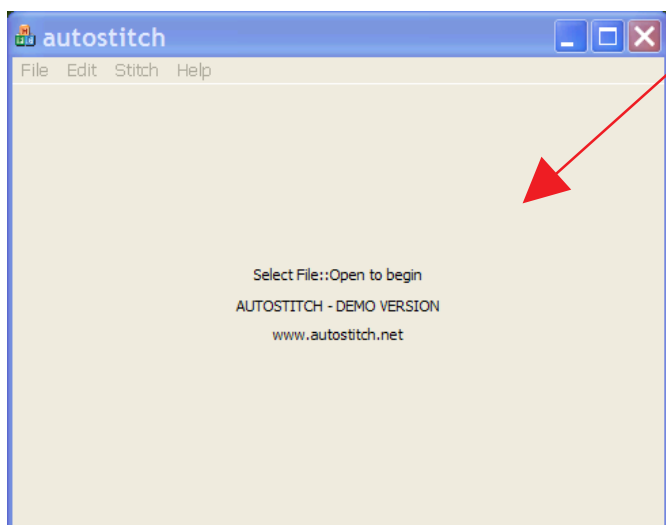 autostitch
File Edit Stitch Help
Select File::Open to begin
AUTOSTITCH - DEMO VERSION
www.autostitch.net